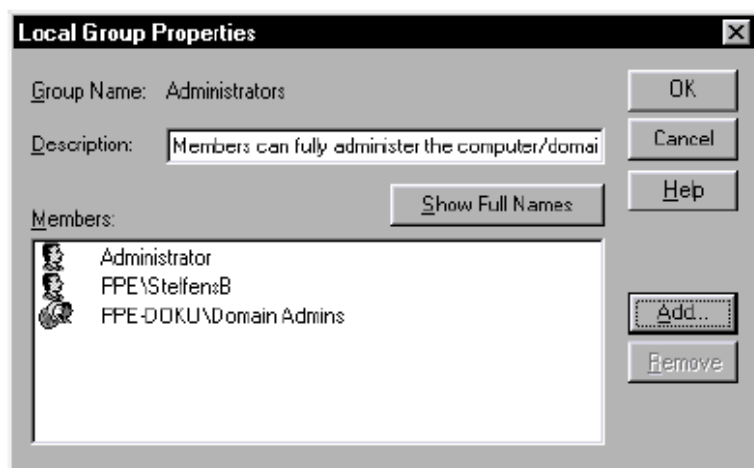 Local Group Properties
Group Name: Administrators
OK
Description: Members can fully administer the computer/domai
Cancel
Show Full Names
Help
Members:
Administrator
FPE\SteffensB
FPE-DOKU\Domain Admins
Add...
Remove